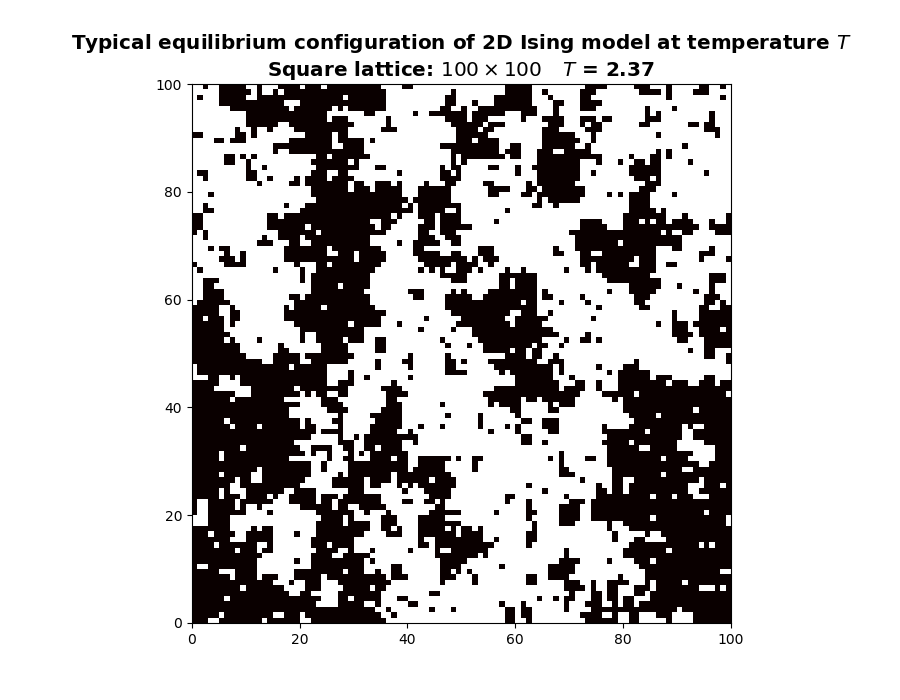 Typical equilibrium configuration of 2D Ising model at temperature T
Square lattice: 100 × 100 T = 2.37
100
80
60
40
20
0
0 20 40 60 80 100